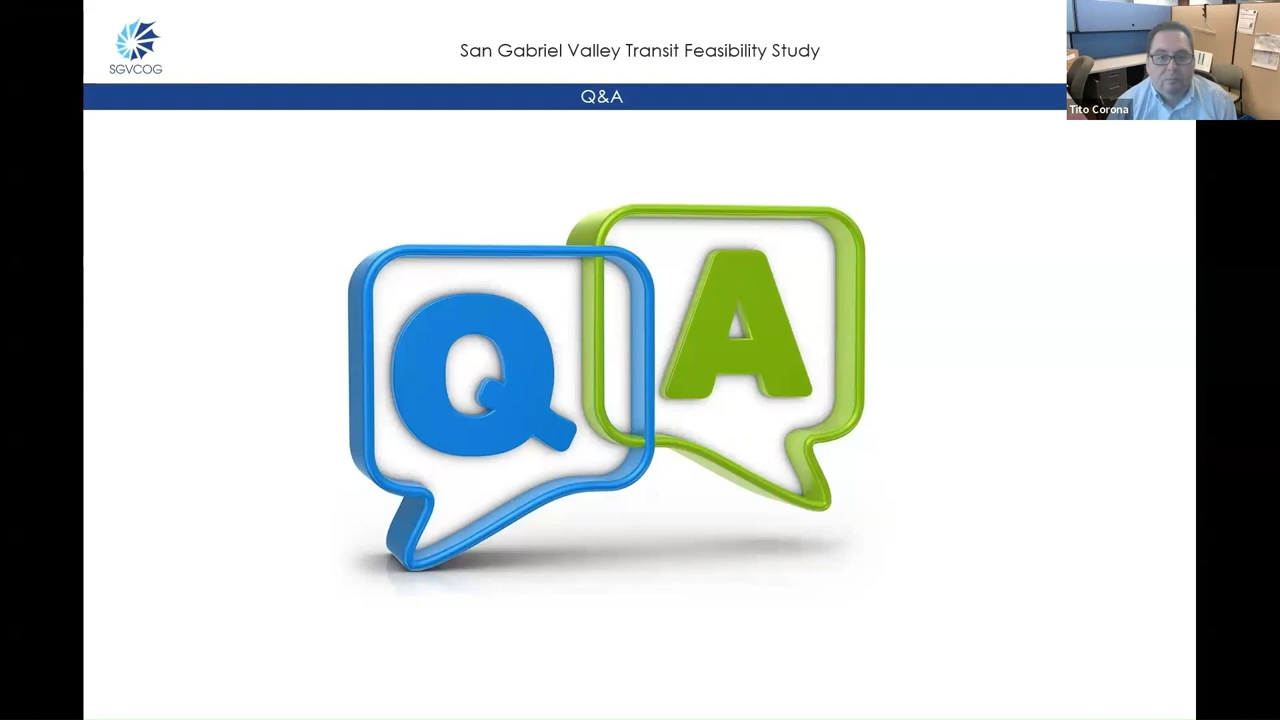 SGVCOG
San Gabriel Valley Transit Feasibility Study
Q&A
Tito Corona
Q
A